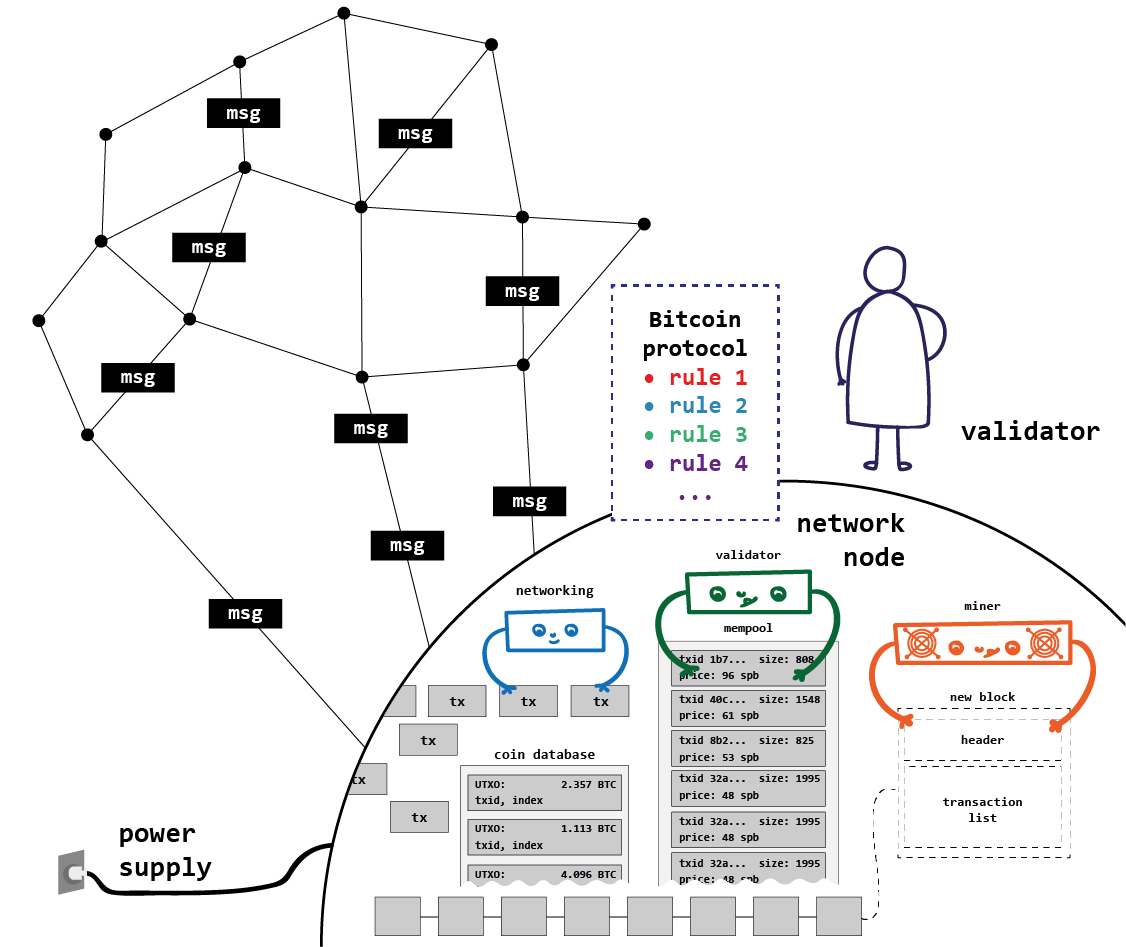 msg
msg
msg
msg
msg
msg
msg
msg
msg
Bitcoin
protocol
• rule 1
• rule 2
• rule 3
• rule 4
...
validator
network
node
networking
validator
miner
mempool
txid 1b7... size: 808
price: 96 spb
txid 40c... size: 1548
price: 61 spb
txid 8b2... size: 825
price: 53 spb
txid 32a... size: 1995
price: 48 spb
txid 32a... size: 1995
price: 48 spb
txid 32a... size: 1995
price: 48 spb
tx
tx
tx
tx
tx
tx
coin database
UTXO: 2.357 BTC
txid, index
UTXO: 1.113 BTC
txid, index
UTXO: 4.096 BTC
new block
header
transaction
list
power
supply